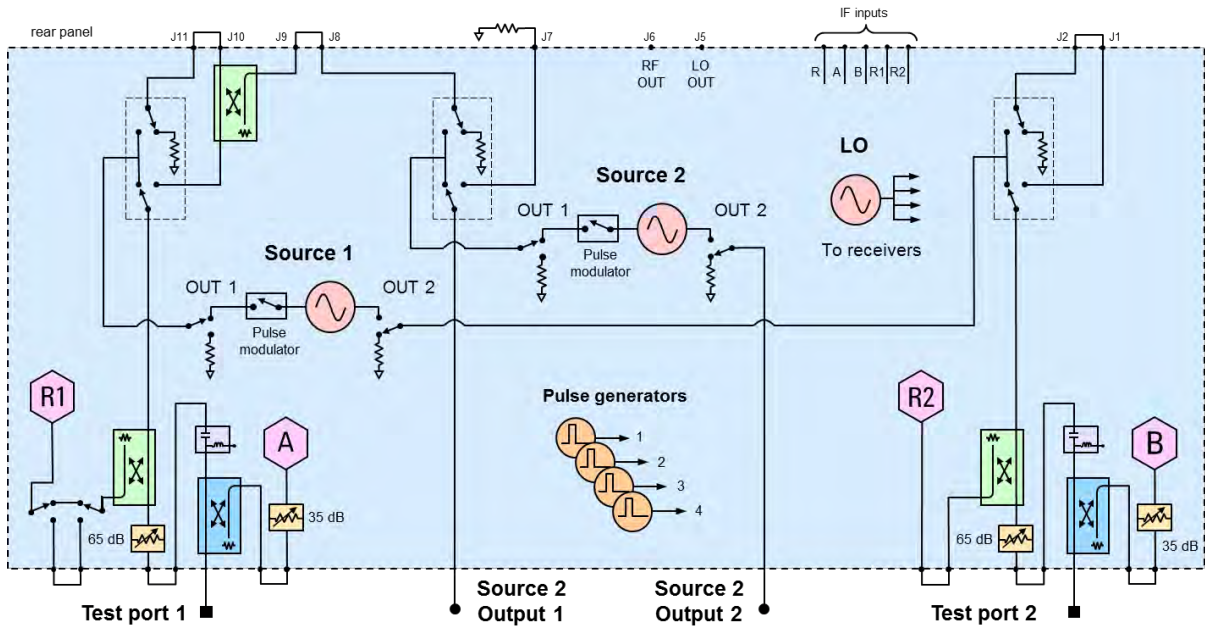 IF inputs
rear panel
J11
J10
J9
J8
J7
J6
J5
J2
J1
RF
OUT
LO
OUT
R
A
B
R1
R2
LO
To receivers
Source 2
OUT 1
OUT 2
Pulse
modulator
Source 1
OUT 1
OUT 2
Pulse
modulator
R1
A
35 dB
65 dB
Pulse generators
1
2
3
4
R2
B
65 dB
35 dB
Test port 1
Source 2
Output 1
Source 2
Output 2
Test port 2